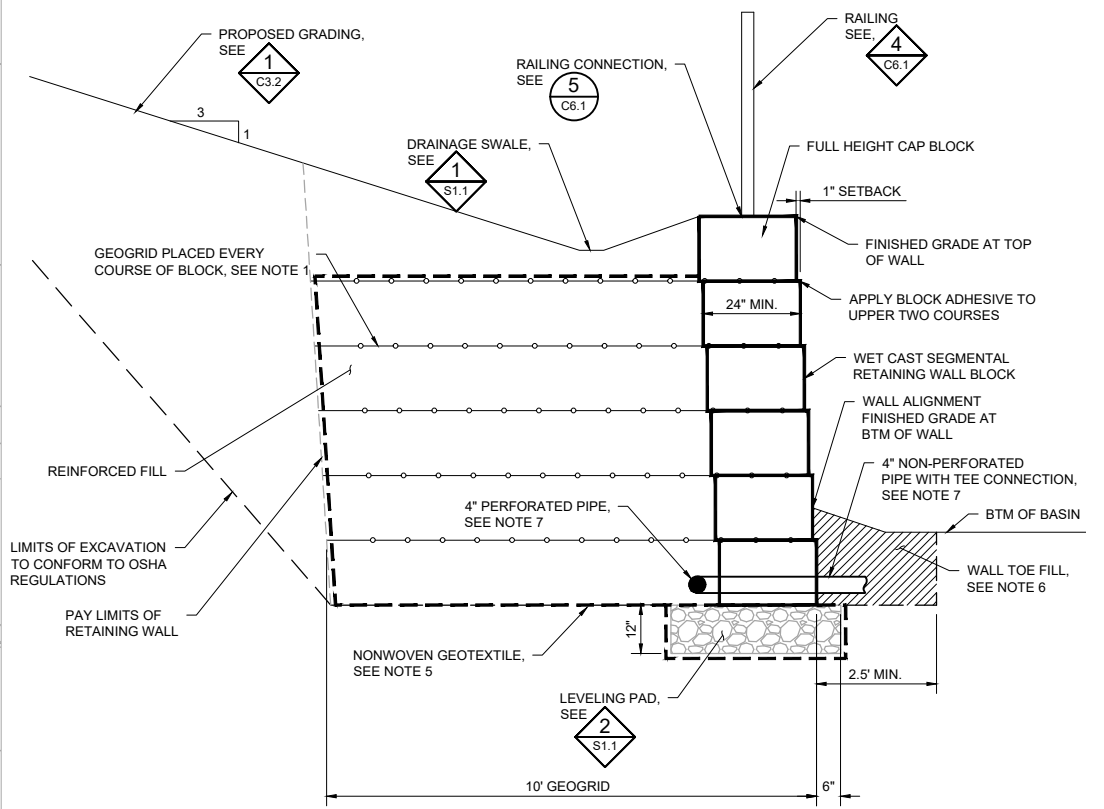 PROPOSED GRADING,
SEE
1
C3.2
3
1
RAILING
SEE,
4
C6.1
RAILING CONNECTION,
SEE
5
C6.1
DRAINAGE SWALE,
SEE
1
S1.1
FULL HEIGHT CAP BLOCK
1" SETBACK
GEOGRID PLACED EVERY
COURSE OF BLOCK, SEE NOTE 1
FINISHED GRADE AT TOP
OF WALL
24" MIN.
APPLY BLOCK ADHESIVE TO
UPPER TWO COURSES
WET CAST SEGMENTAL
RETAINING WALL BLOCK
WALL ALIGNMENT
FINISHED GRADE AT
BTM OF WALL
REINFORCED FILL
4" NON-PERFORATED
PIPE WITH TEE CONNECTION,
SEE NOTE 7
4" PERFORATED PIPE,
SEE NOTE 7
BTM OF BASIN
LIMITS OF EXCAVATION
TO CONFORM TO OSHA
REGULATIONS
WALL TOE FILL,
SEE NOTE 6
PAY LIMITS OF
RETAINING WALL
12"
NONWOVEN GEOTEXTILE,
SEE NOTE 5
2.5' MIN.
LEVELING PAD,
SEE
2
S1.1
10' GEOGRID
6"